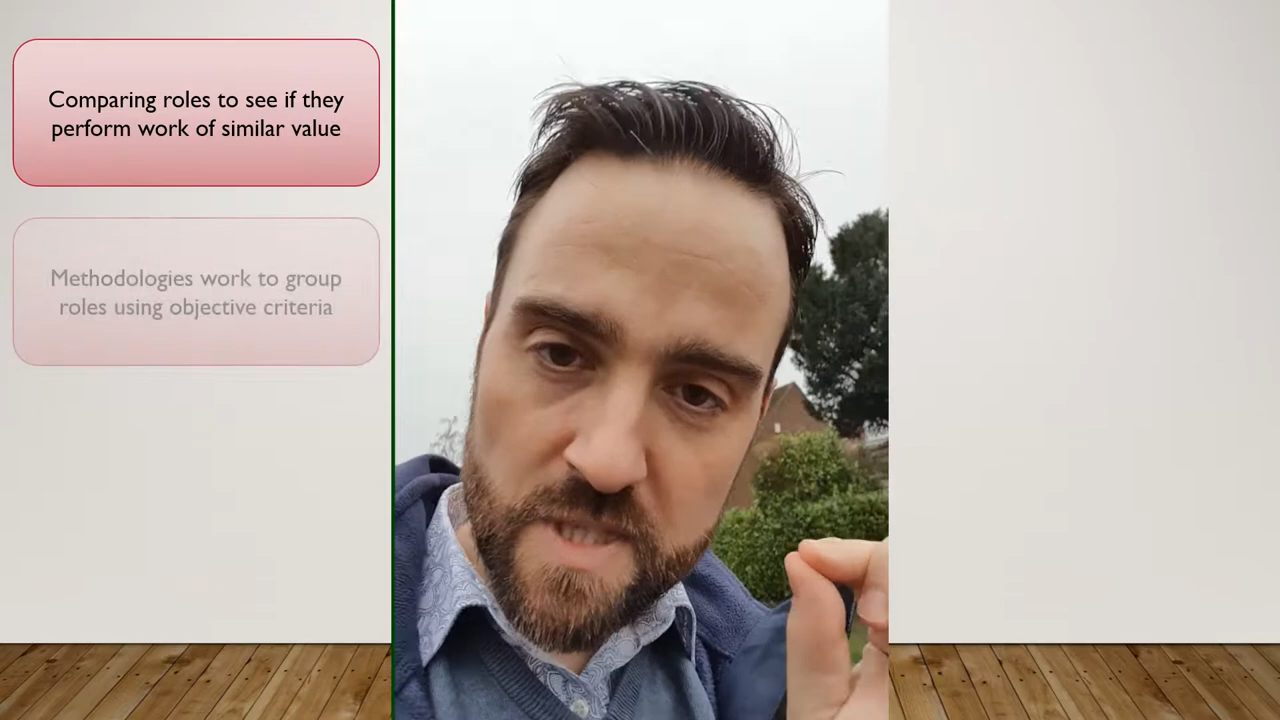 Comparing roles to see if they
perform work of similar value
Methodologies work to group
roles using objective criteria